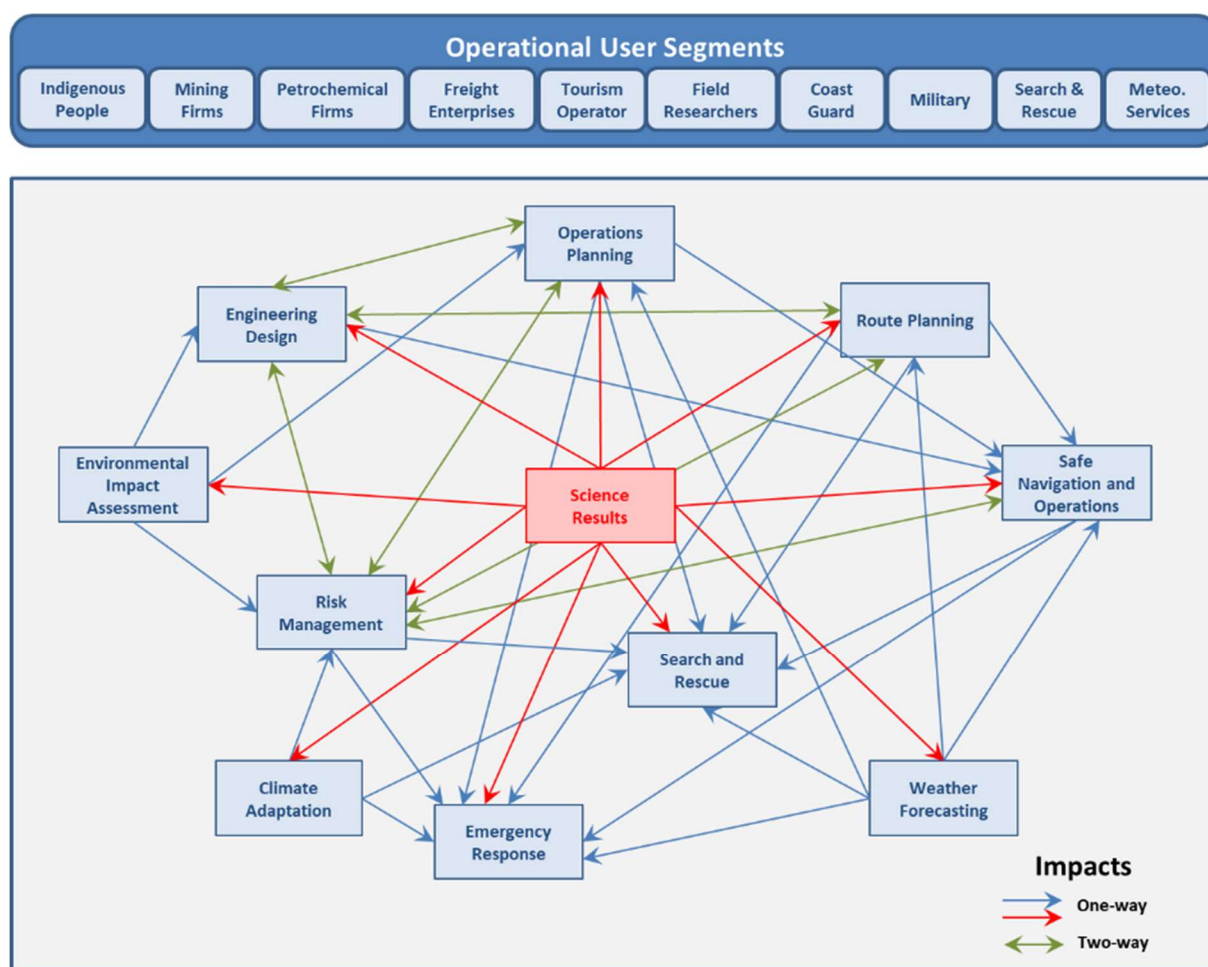 Operational User Segments
Indigenous
People
Mining
Firms
Petrochemical
Firms
Freight
Enterprises
Tourism
Operator
Field
Researchers
Coast
Guard
Military
Search &
Rescue
Meteo.
Services
Operations
Planning
Engineering
Design
Route Planning
Environmental
Impact
Assessment
Science
Results
Safe
Navigation and
Operations
Risk
Management
Search and
Rescue
Climate
Adaptation
Emergency
Response
Weather
Forecasting
Impacts
One-way
Two-way